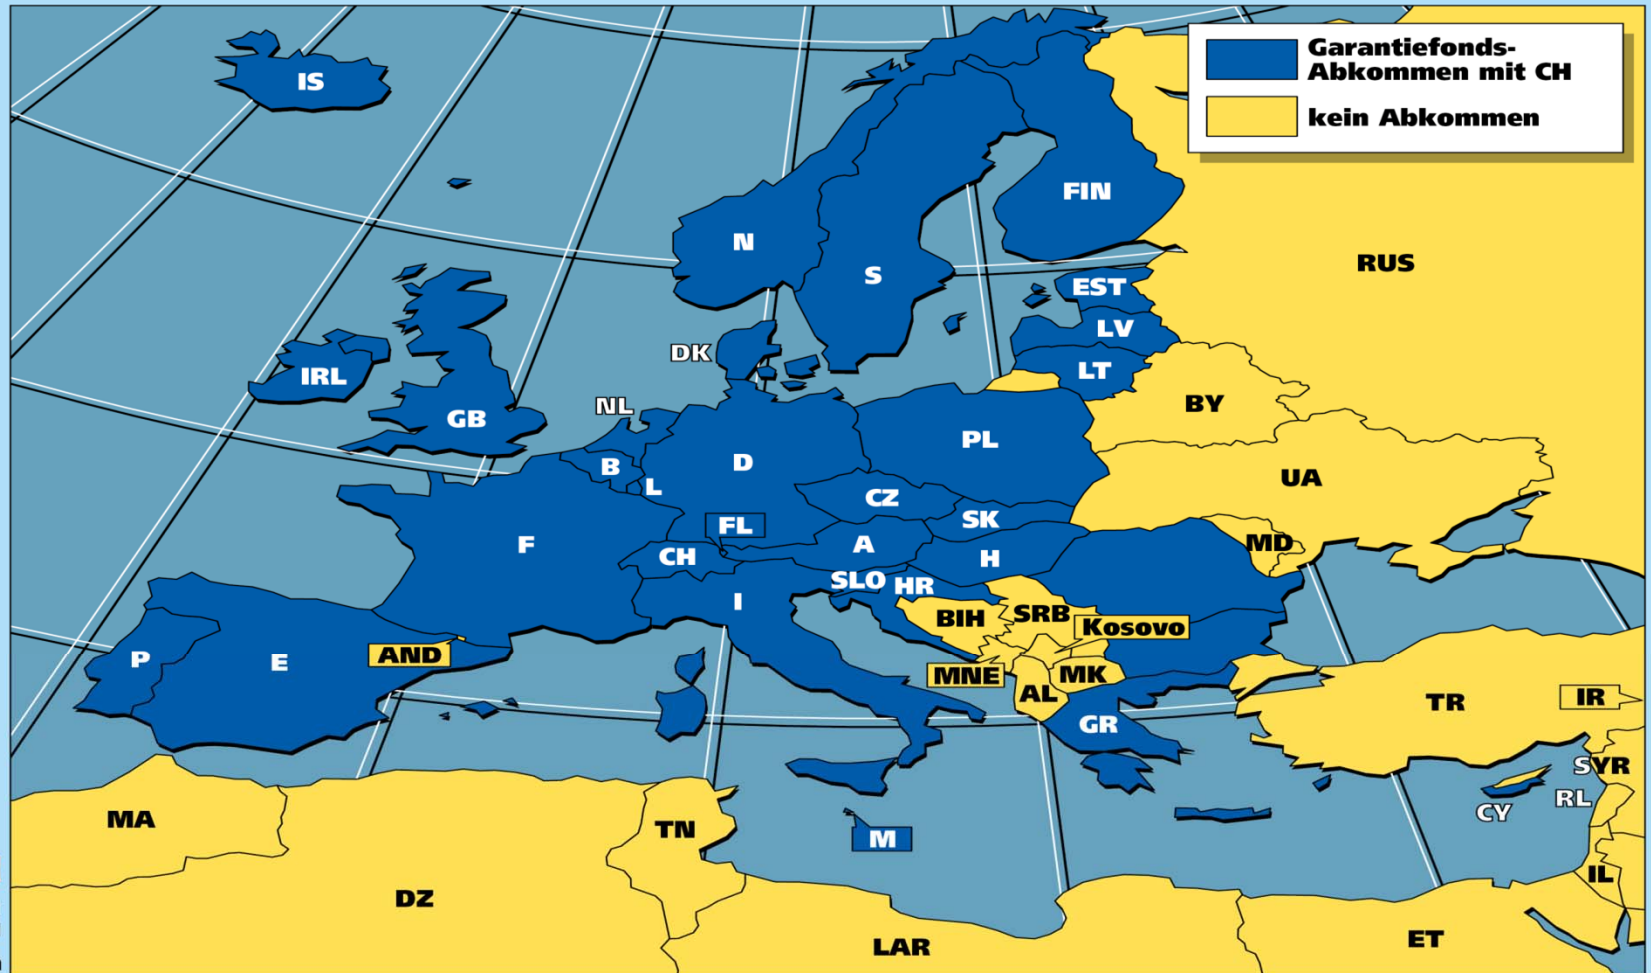 Garantiefonds-
Abkommen mit CH
kein Abkommen
IS
FIN
N
S
RUS
EST
LV
DK
LT
IRL
GB
NL
BY
PL
D
B
L
UA
CZ
FL
SK
F
CH
A
H
MD
SLO
HR
I
BIH
SRB
Kosovo
P
E
AND
MNE
MK
AL
TR
IR
GR
SYR
RL
CY
MA
TN
M
IL
DZ
LAR
ET